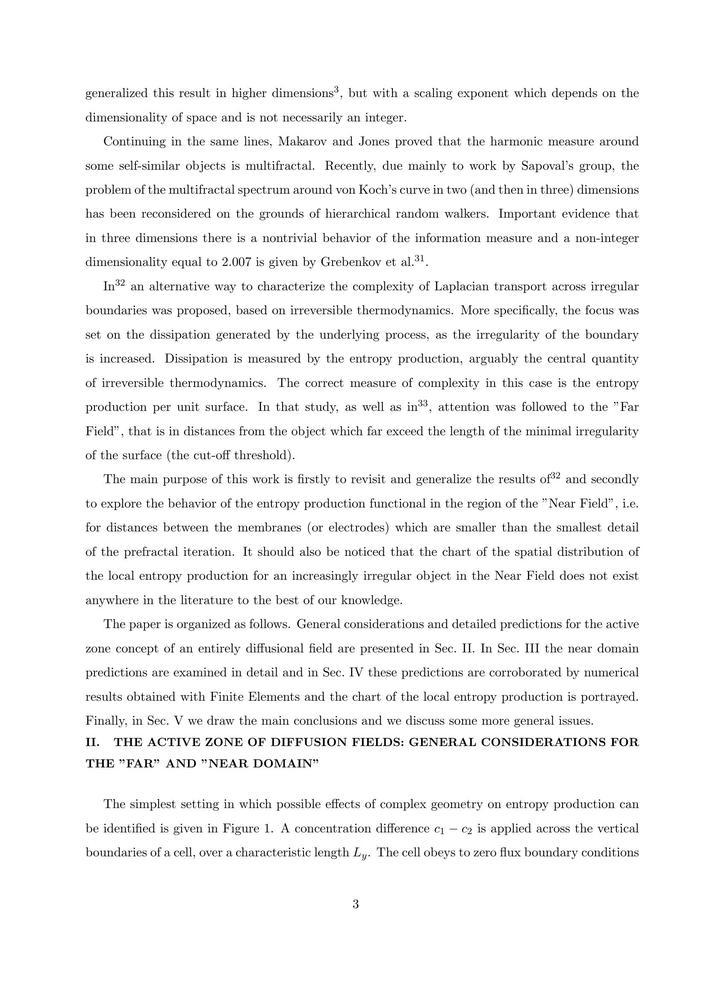 generalized this result in higher dimensions³, but with a scaling exponent which depends on the
dimensionality of space and is not necessarily an integer.
Continuing in the same lines, Makarov and Jones proved that the harmonic measure around
some self-similar objects is multifractal. Recently, due mainly to work by Sapoval's group, the
problem of the multifractal spectrum around von Koch's curve in two (and then in three) dimensions
has been reconsidered on the grounds of hierarchical random walkers. Important evidence that
in three dimensions there is a nontrivial behavior of the information measure and a non-integer
dimensionality equal to 2.007 is given by Grebenkov et al.³¹.
In³² an alternative way to characterize the complexity of Laplacian transport across irregular
boundaries was proposed, based on irreversible thermodynamics. More specifically, the focus was
set on the dissipation generated by the underlying process, as the irregularity of the boundary
is increased. Dissipation is measured by the entropy production, arguably the central quantity
of irreversible thermodynamics. The correct measure of complexity in this case is the entropy
production per unit surface. In that study, as well as in³³, attention was followed to the "Far
Field", that is in distances from the object which far exceed the length of the minimal irregularity
of the surface (the cut-off threshold).
The main purpose of this work is firstly to revisit and generalize the results of³² and secondly
to explore the behavior of the entropy production functional in the region of the "Near Field", i.e.
for distances between the membranes (or electrodes) which are smaller than the smallest detail
of the prefractal iteration. It should also be noticed that the chart of the spatial distribution of
the local entropy production for an increasingly irregular object in the Near Field does not exist
anywhere in the literature to the best of our knowledge.
The paper is organized as follows. General considerations and detailed predictions for the active
zone concept of an entirely diffusional field are presented in Sec. II. In Sec. III the near domain
predictions are examined in detail and in Sec. IV these predictions are corroborated by numerical
results obtained with Finite Elements and the chart of the local entropy production is portrayed.
Finally, in Sec. V we draw the main conclusions and we discuss some more general issues.
II. THE ACTIVE ZONE OF DIFFUSION FIELDS: GENERAL CONSIDERATIONS FOR
THE "FAR" AND "NEAR DOMAIN"
The simplest setting in which possible effects of complex geometry on entropy production can
be identified is given in Figure 1. A concentration difference c₁ − c₂ is applied across the vertical
boundaries of a cell, over a characteristic length L_y. The cell obeys to zero flux boundary conditions
3